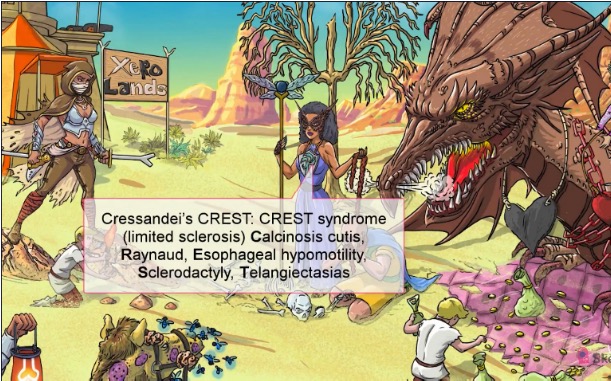 XeRO
Lands
Cressandei's CREST: CREST syndrome
(limited sclerosis) Calcinosis cutis,
Raynaud, Esophageal hypomotility,
Sclerodactyly, Telangiectasias